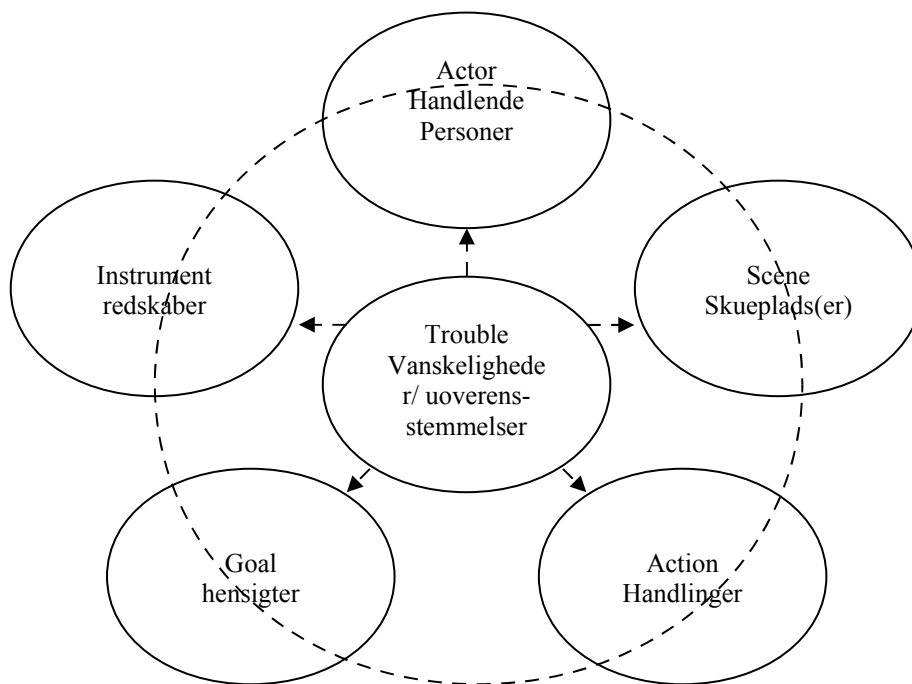 Actor
Handlende
Personer
Instrument
redskaber
Scene
Skueplads(er)
Trouble
Vanskelighede
r/ uoverens-
stemmelser
Goal
hensigter
Action
Handlinger